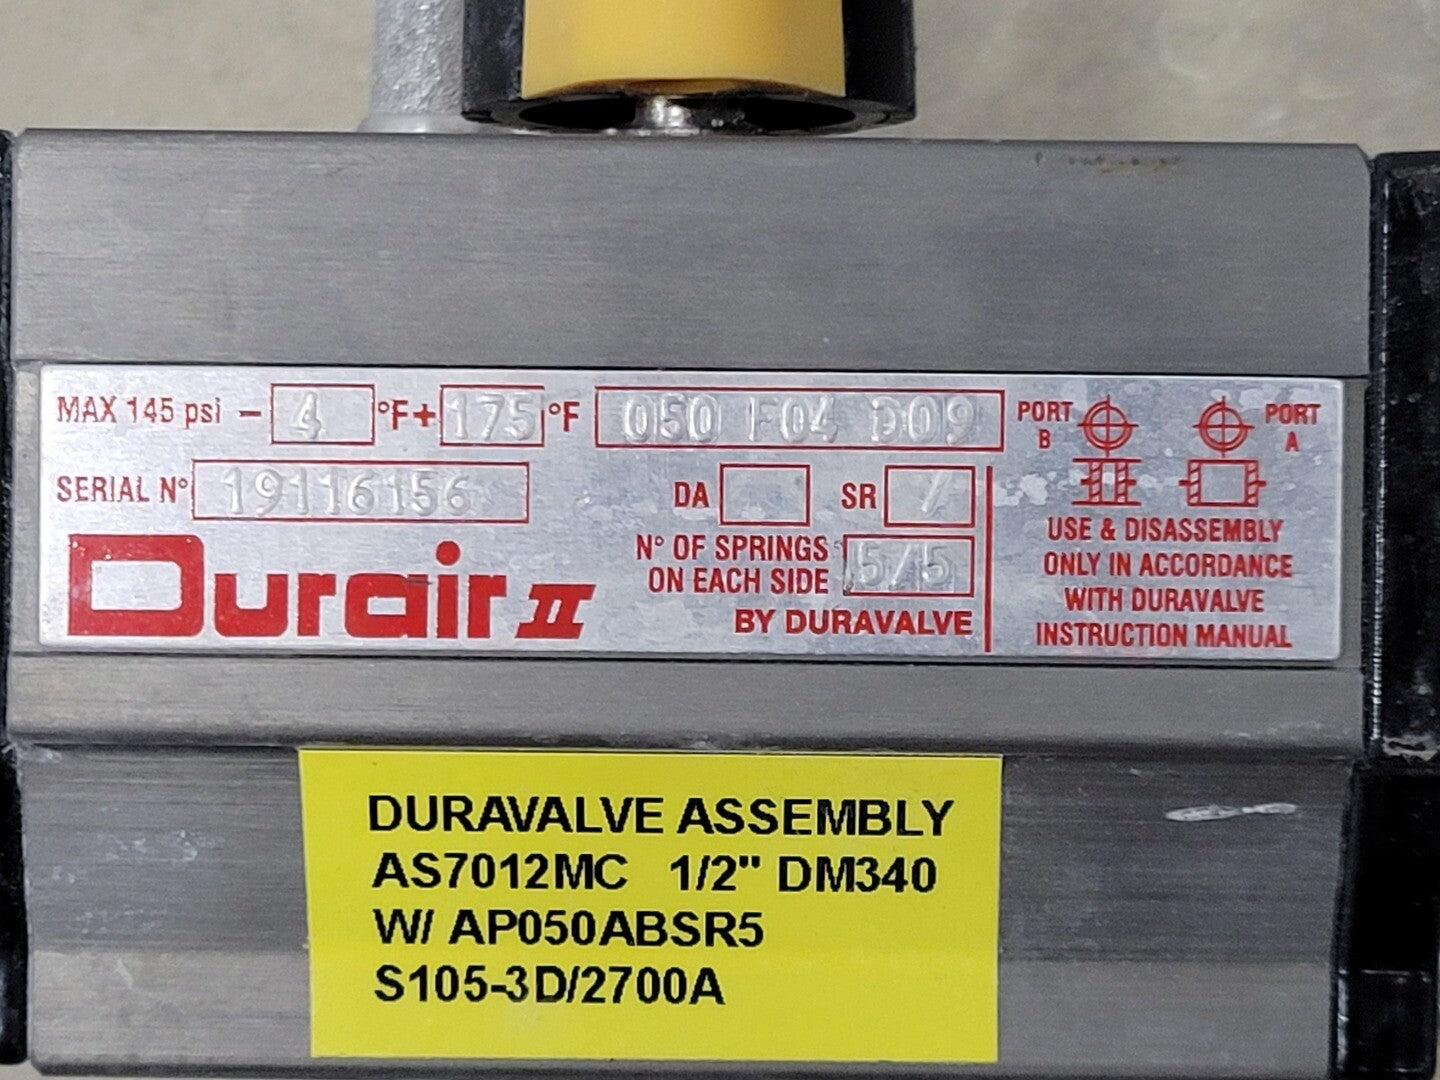 MAX 145 psi - 4 °F+ 175 °F 050 F04 D09
SERIAL N° 19116156
DA SR /
N° OF SPRINGS
ON EACH SIDE 5/5
Durair II
BY DURAVALVE
PORT B
PORT A
USE & DISASSEMBLY
ONLY IN ACCORDANCE
WITH DURAVALVE
INSTRUCTION MANUAL
DURAVALVE ASSEMBLY
AS7012MC 1/2" DM340
W/ AP050ABSR5
S105-3D/2700A